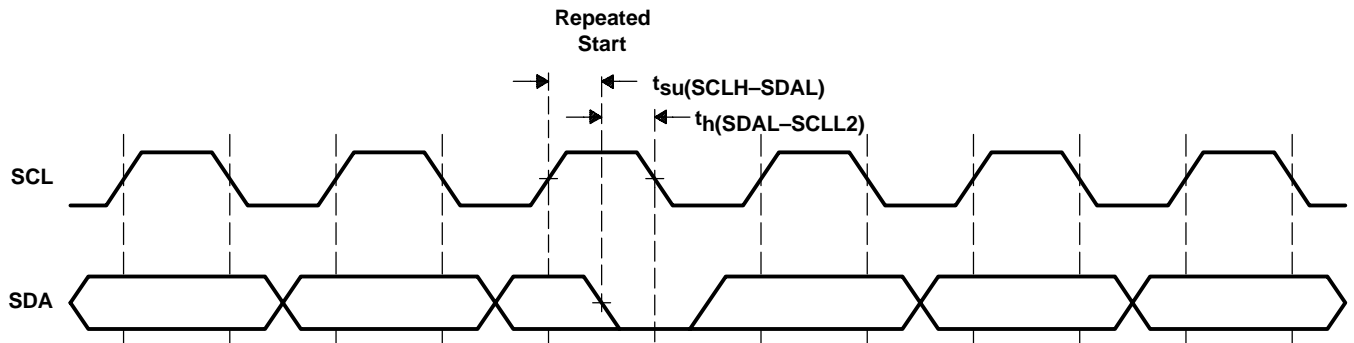 Repeated
Start
tsu(SCLH–SDAL)
th(SDAL–SCLL2)
SCL
SDA